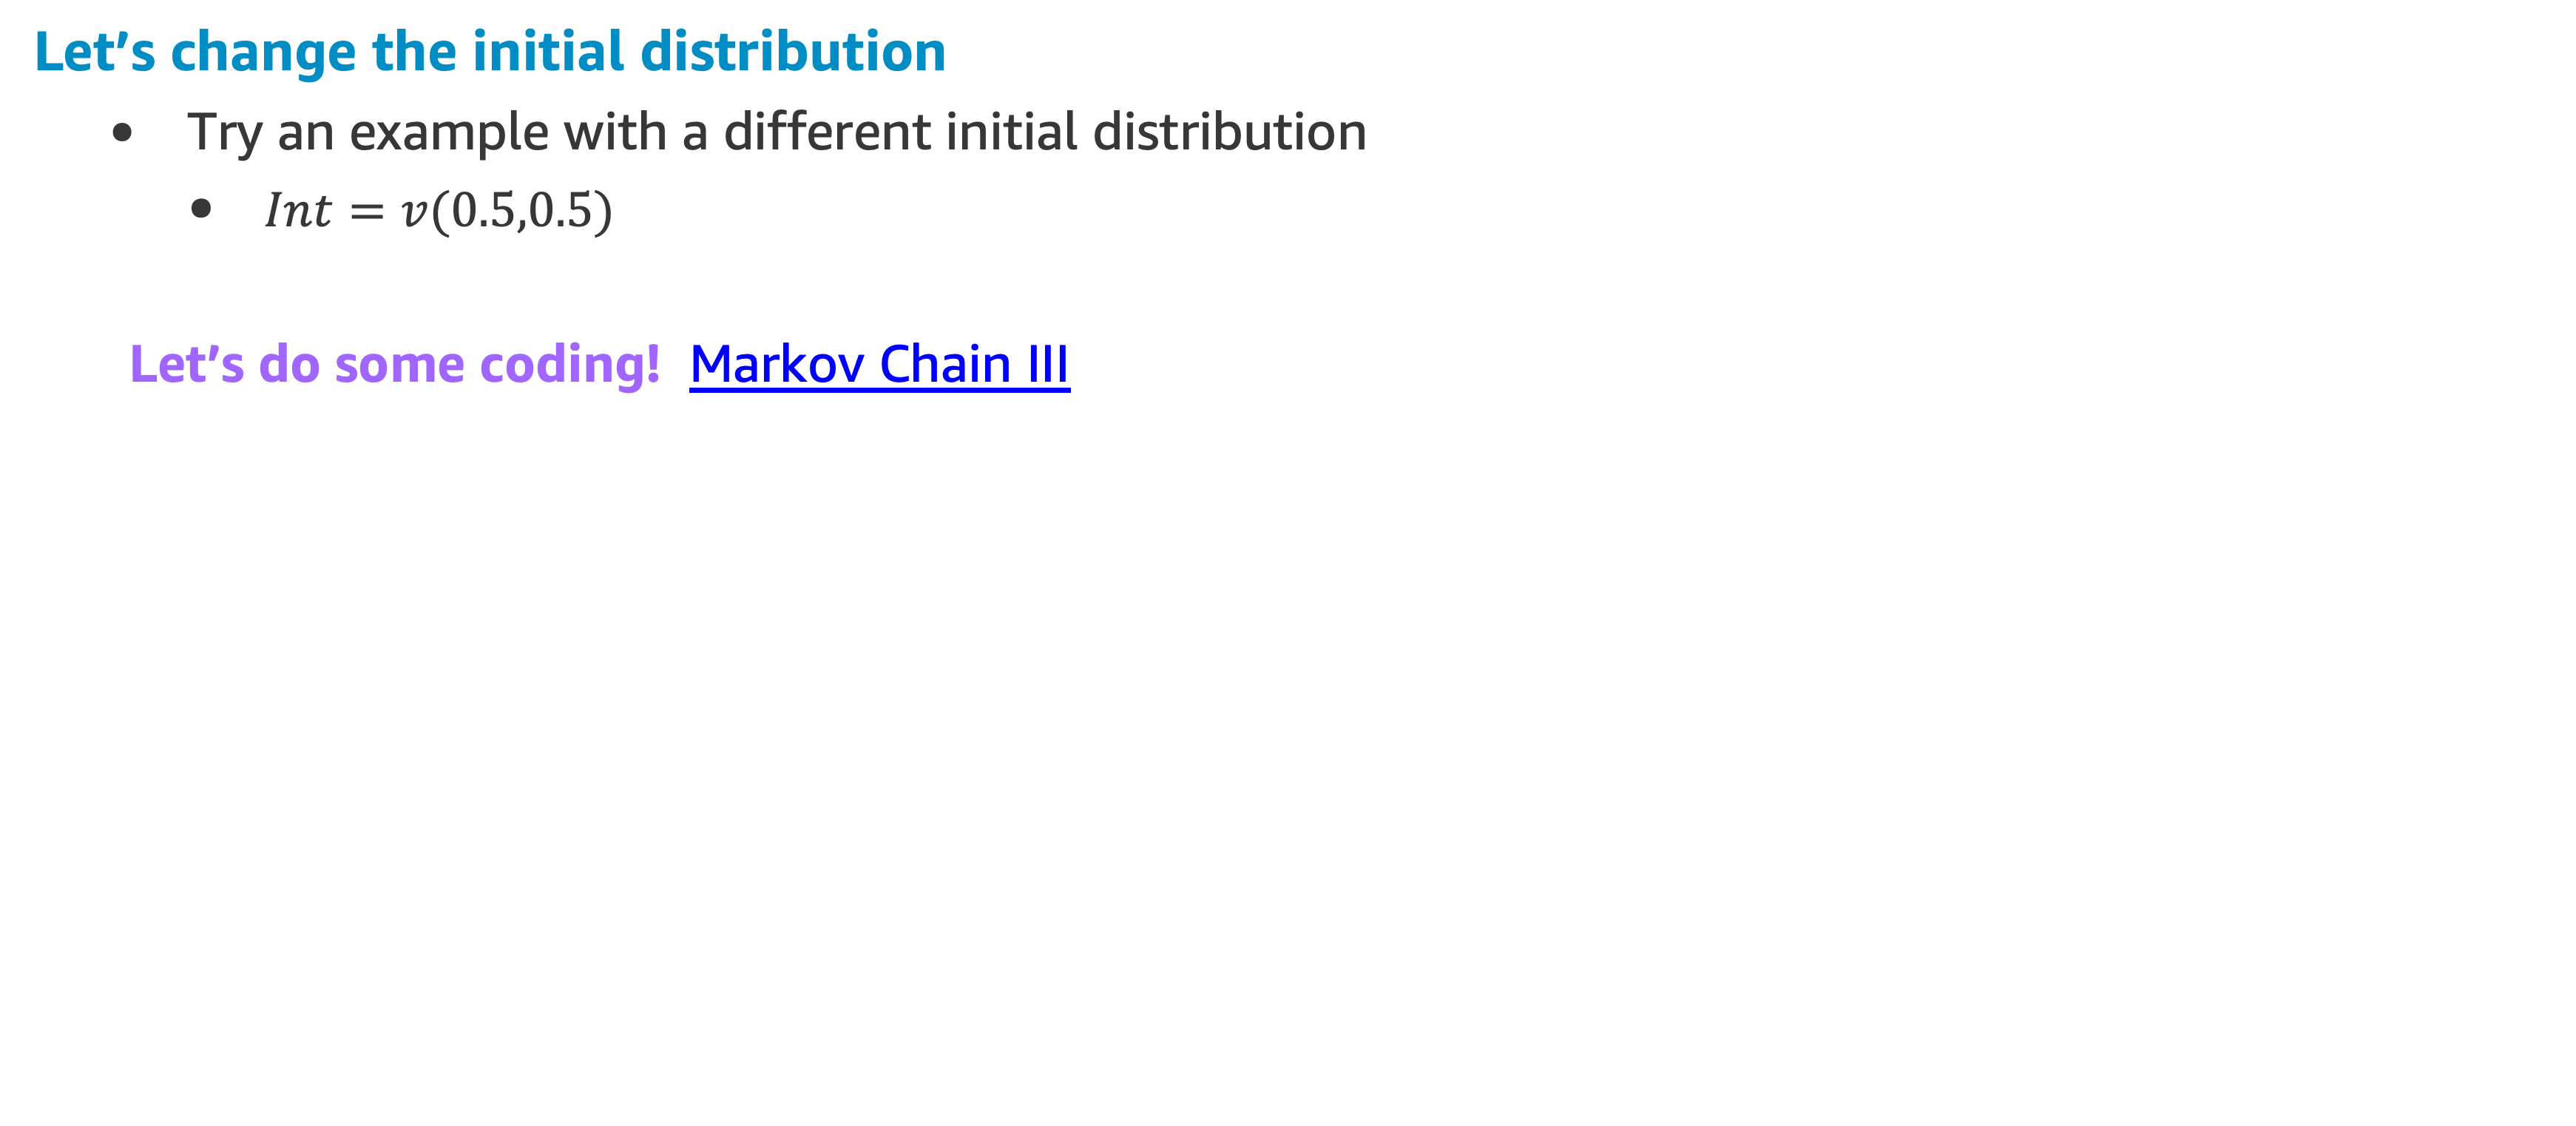 Let’s change the initial distribution
• Try an example with a different initial distribution
• Int = v(0.5,0.5)
Let’s do some coding! Markov Chain III